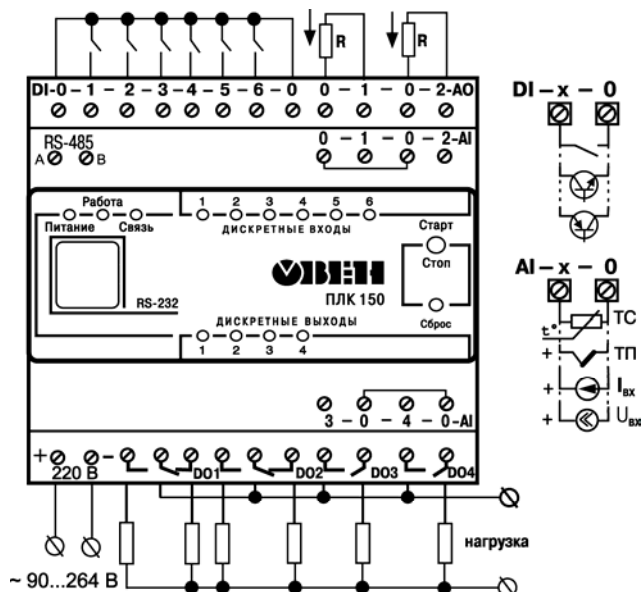 R R
DI-0-1-2-3-4-5-6-0 0-1-0-2-AO
RS-485 0-1-0-2-AI
A B
Работа
Питание Связь
1 2 3 4 5 6
ДИСКРЕТНЫЕ ВХОДЫ
Старт
Стоп
ОВЕН
ПЛК 150
RS-232
ДИСКРЕТНЫЕ ВЫХОДЫ
1 2 3 4
Сброс
3-0-4-0-AI
+ - DO1 DO2 DO3 DO4
220 В
нагрузка
~ 90...264 В
DI-x-0
AI-x-0
t° ТС
+ ТП
+ Iвх
+ Uвх